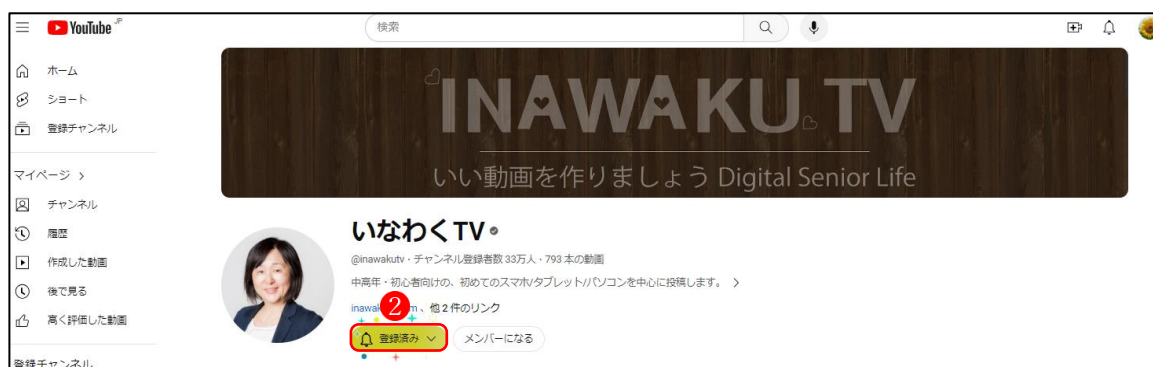 YouTube JP
検索
ホーム
ショート
登録チャンネル
マイページ >
チャンネル
履歴
作成した動画
後で見る
高く評価した動画
登録チャンネル
INAWAKU TV
いい動画を作りましょう Digital Senior Life
いなわくTV
@inawakutv・チャンネル登録者数 33万人・793 本の動画
中高年・初心者向けの、初めてのスマホ/タブレット/パソコンを中心に投稿します。 >
、他 2 件のリンク
2
登録済み
メンバーになる